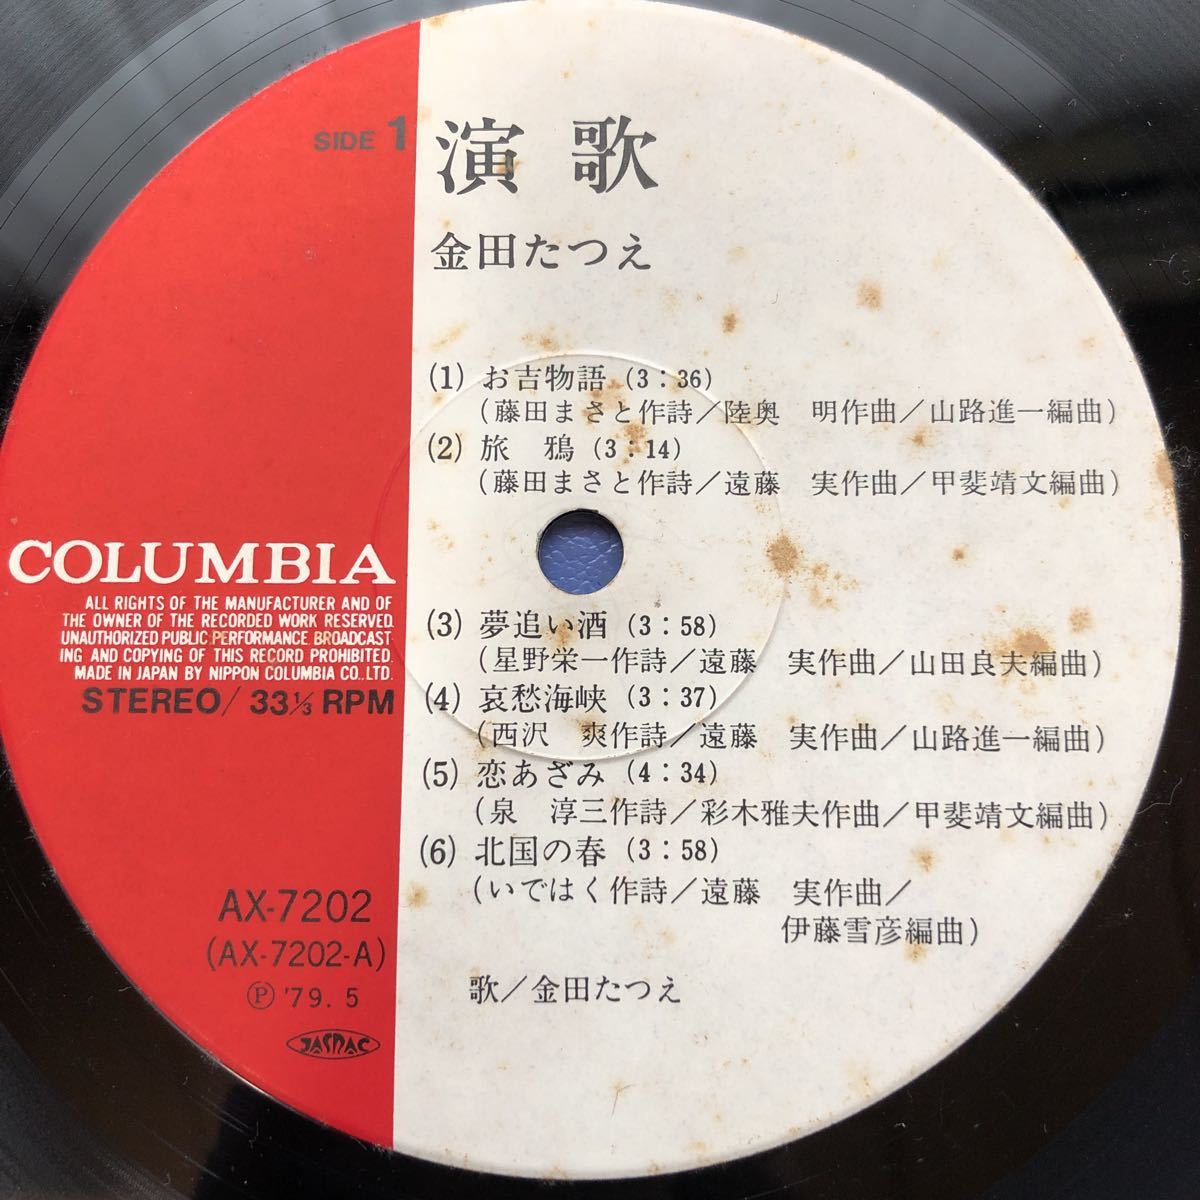 SIDE 1
演歌
金田たつえ
(1) お吉物語 (3:36)
(藤田まさと作詩/陸奥 明作曲/山路進一編曲)
(2) 旅 鴉 (3:14)
(藤田まさと作詩/遠藤 実作曲/甲斐靖文編曲)
(3) 夢追い酒 (3:58)
(星野栄一作詩/遠藤 実作曲/山田良夫編曲)
(4) 哀愁海峡 (3:37)
(西沢 爽作詩/遠藤 実作曲/山路進一編曲)
(5) 恋あざみ (4:34)
(泉 淳三作詩/彩木雅夫作曲/甲斐靖文編曲)
(6) 北国の春 (3:58)
(いではく作詩/遠藤 実作曲/
伊藤雪彦編曲)
歌/金田たつえ
COLUMBIA
ALL RIGHTS OF THE MANUFACTURER AND OF
THE OWNER OF THE RECORDED WORK RESERVED.
UNAUTHORIZED PUBLIC PERFORMANCE BROADCAST
ING AND COPYING OF THIS RECORD PROHIBITED.
MADE IN JAPAN BY NIPPON COLUMBIA CO., LTD.
STEREO/33⅓ RPM
AX-7202
(AX-7202-A)
Ⓟ '79. 5
JASRAC